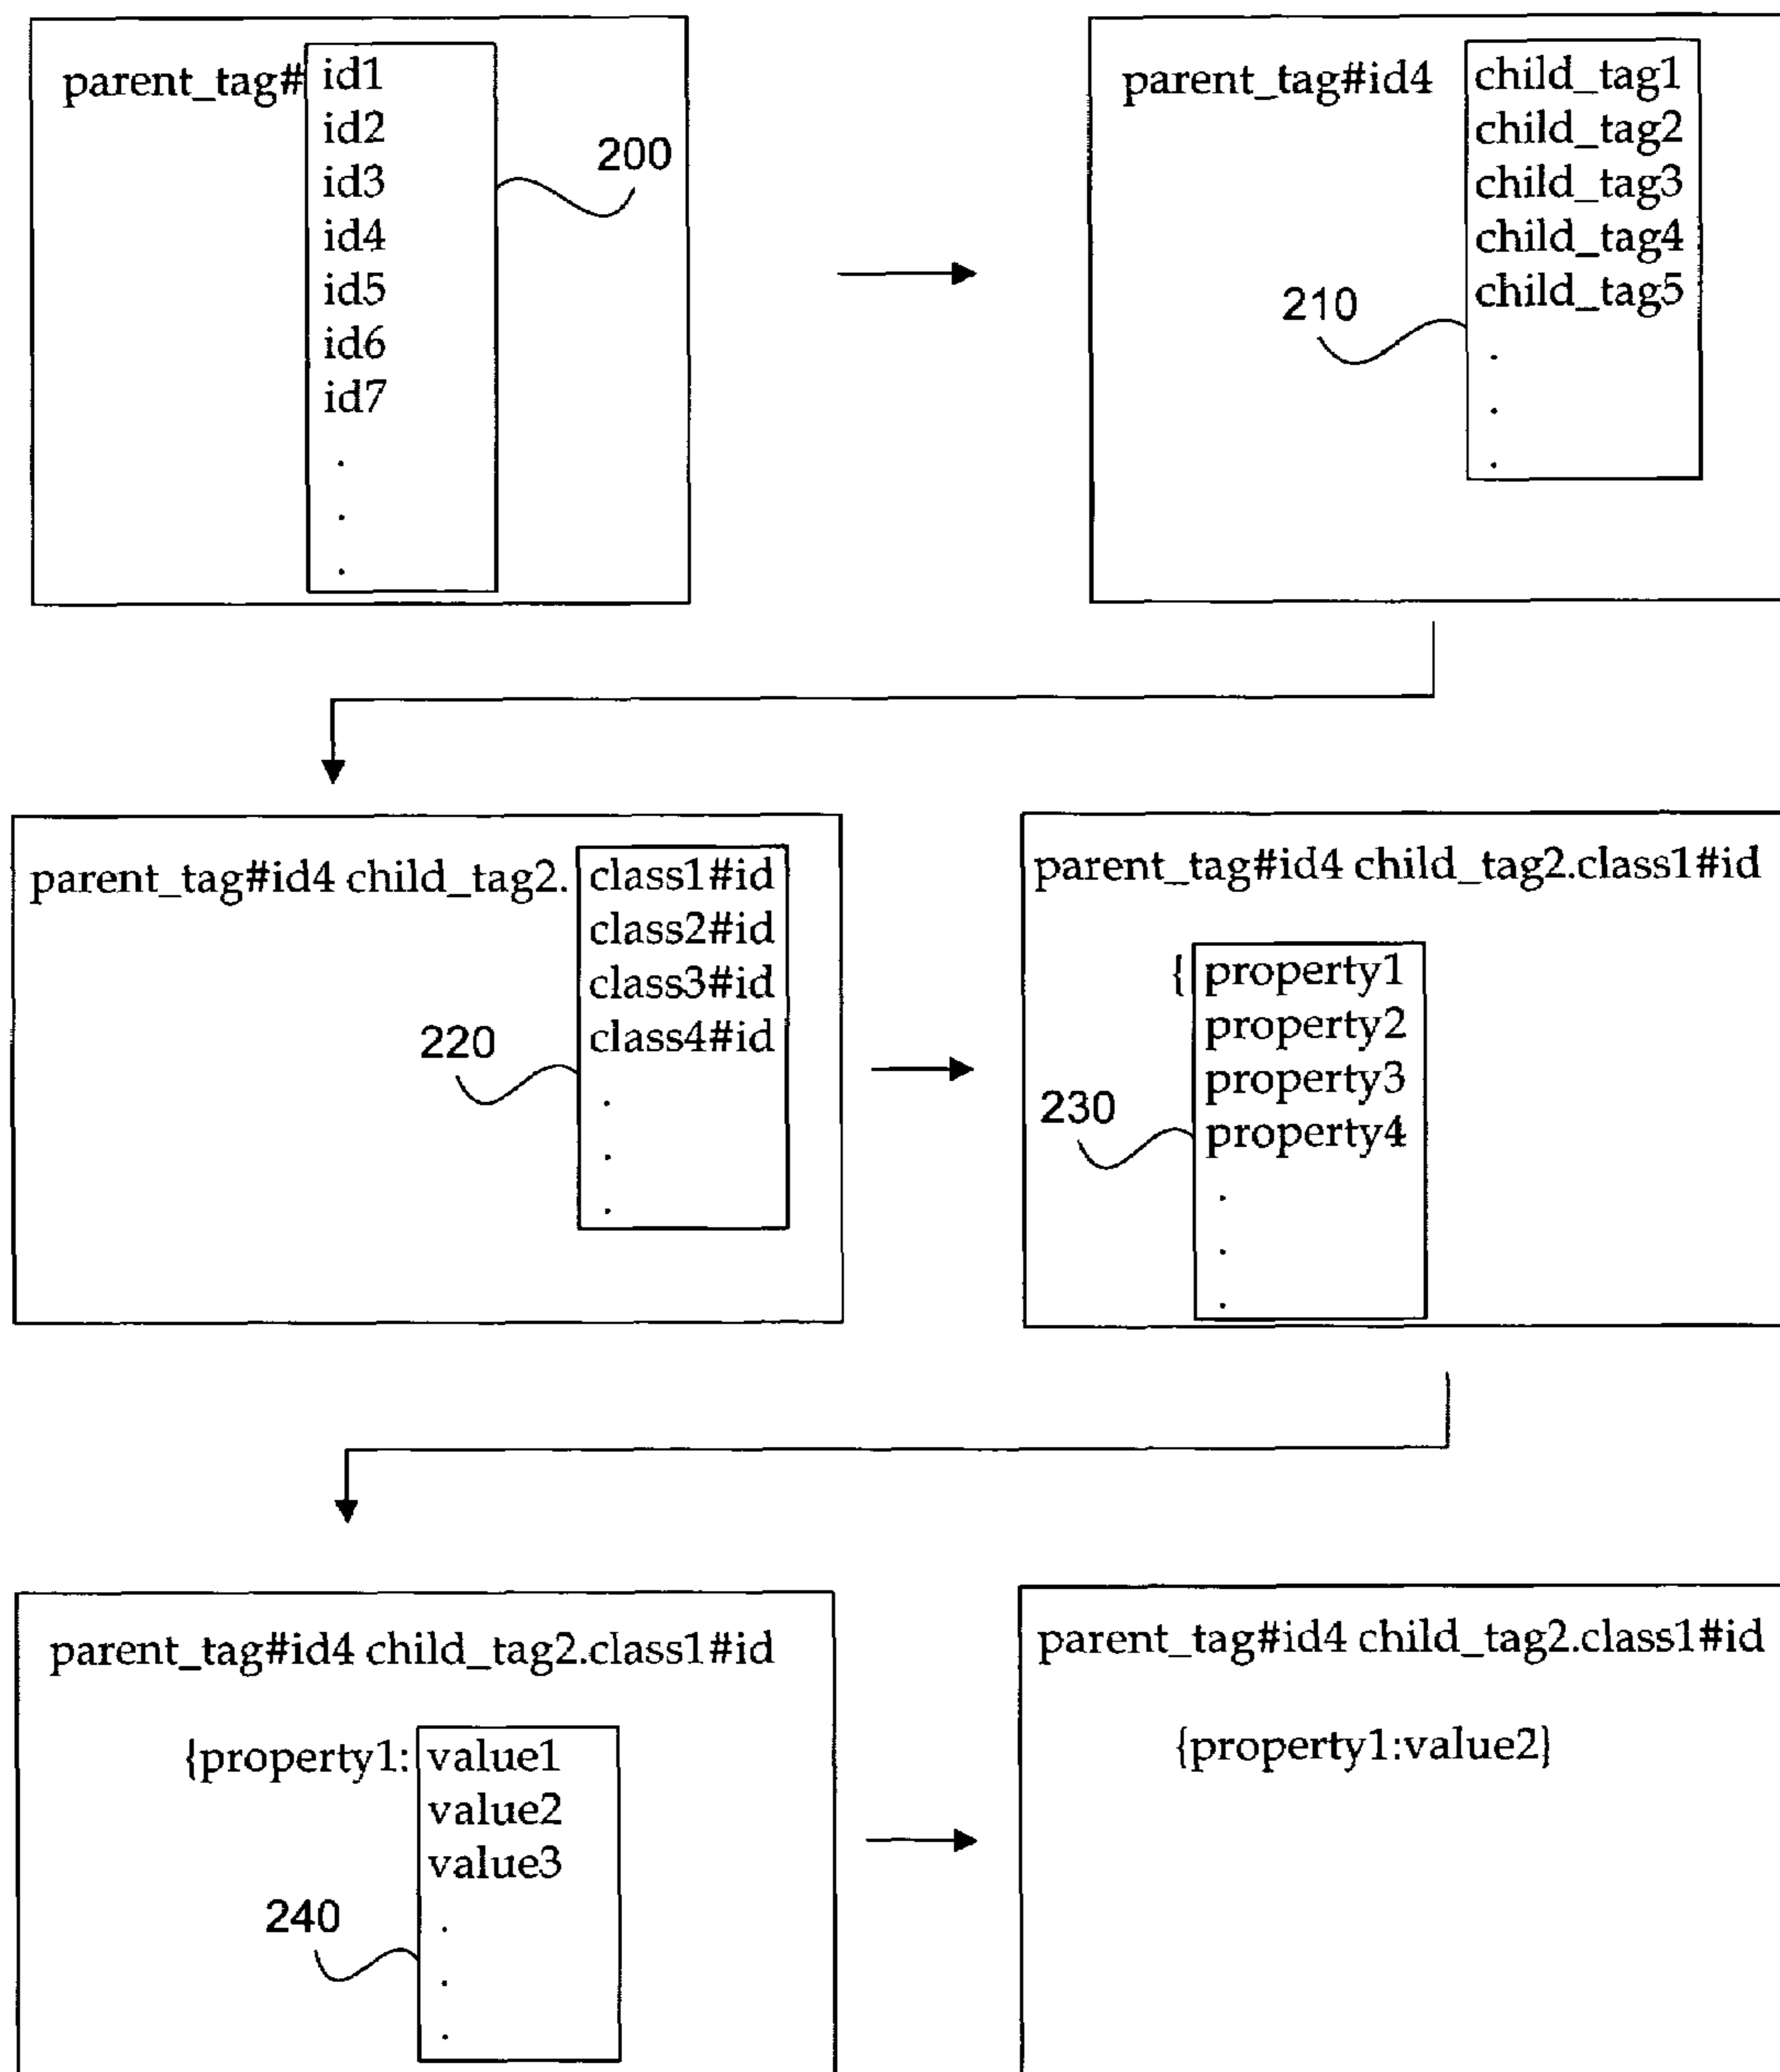 parent_tag# id1
id2
id3
id4
id5
id6
id7
.
.
.
200
parent_tag#id4 child_tag1
child_tag2
child_tag3
child_tag4
child_tag5
.
.
.
210
parent_tag#id4 child_tag2. class1#id
class2#id
class3#id
class4#id
.
.
.
220
parent_tag#id4 child_tag2.class1#id
{ property1
property2
property3
property4
.
.
.
230
parent_tag#id4 child_tag2.class1#id
{property1: value1
value2
value3
.
.
.
240
parent_tag#id4 child_tag2.class1#id
{property1:value2}